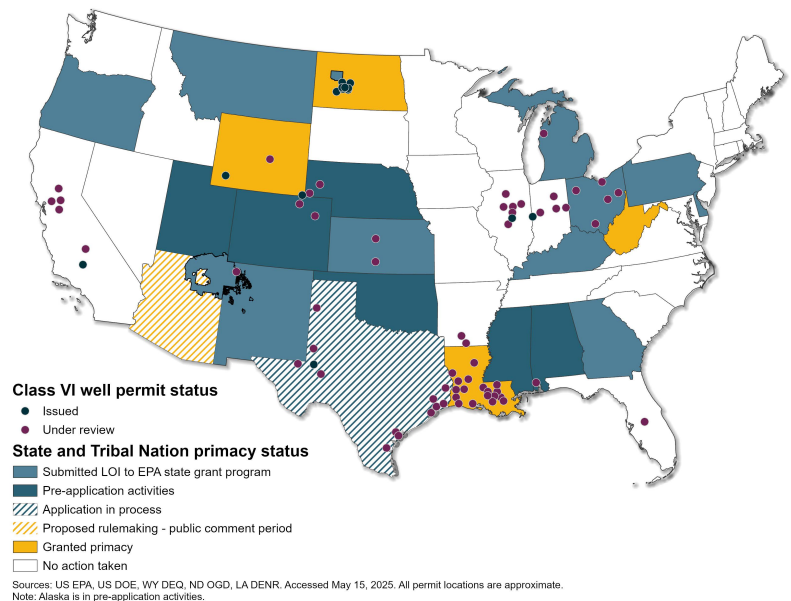 Class VI well permit status
Issued
Under review
State and Tribal Nation primacy status
Submitted LOI to EPA state grant program
Pre-application activities
Application in process
Proposed rulemaking - public comment period
Granted primacy
No action taken
Sources: US EPA, US DOE, WY DEQ, ND OGD, LA DENR. Accessed May 15, 2025. All permit locations are approximate.
Note: Alaska is in pre-application activities.